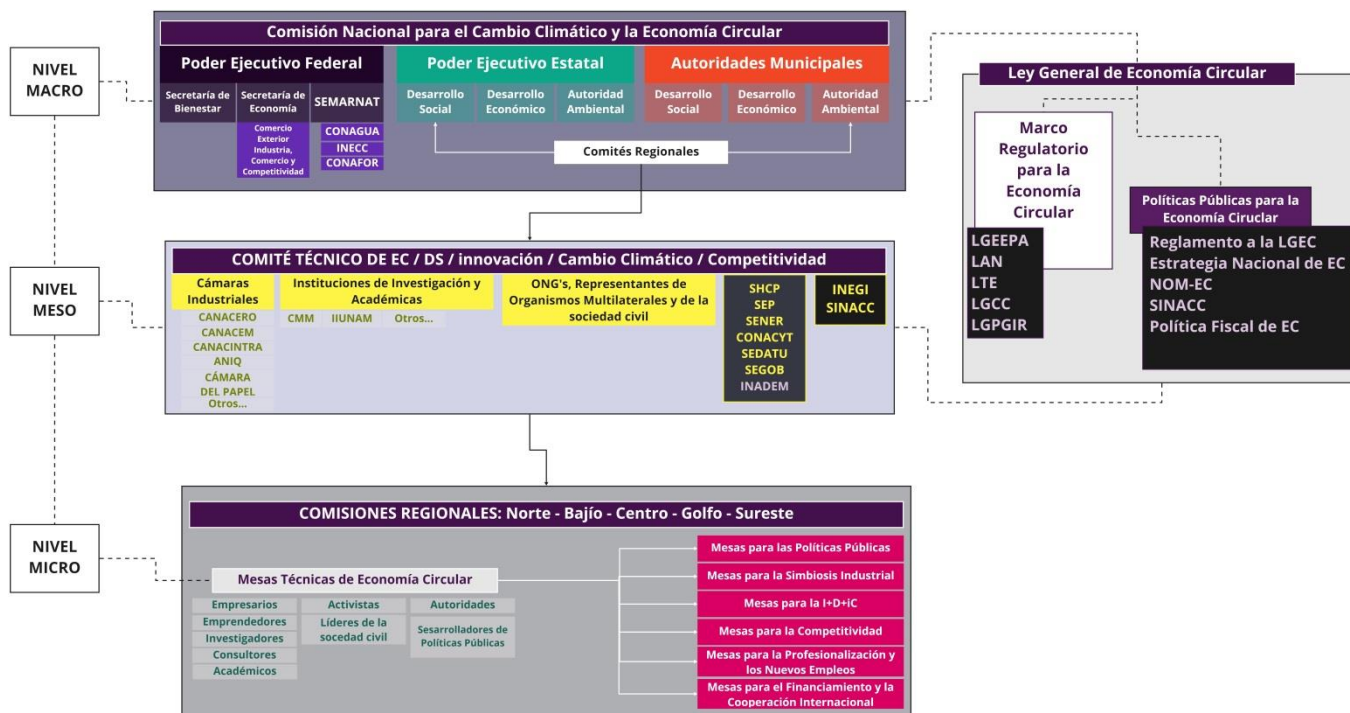 NIVEL
MACRO
Comisión Nacional para el Cambio Climático y la Economía Circular
Poder Ejecutivo Federal
Secretaría de
Bienestar
Secretaría de
Economía
SEMARNAT
Comercio
Exterior
Industria,
Comercio y
Competitividad
CONAGUA
INECC
CONAFOR
Poder Ejecutivo Estatal
Desarrollo
Social
Desarrollo
Económico
Autoridad
Ambiental
Autoridades Municipales
Desarrollo
Social
Desarrollo
Económico
Autoridad
Ambiental
Comités Regionales
Ley General de Economía Circular
Marco
Regulatorio
para la
Economía
Circular
LGEEPA
LAN
LTE
LGCC
LGPGIR
Políticas Públicas para la
Economía Ciruclar
Reglamento a la LGEC
Estrategia Nacional de EC
NOM-EC
SINACC
Política Fiscal de EC
NIVEL
MESO
COMITÉ TÉCNICO DE EC / DS / innovación / Cambio Climático / Competitividad
Cámaras
Industriales
CANACERO
CANACEM
CANACINTRA
ANIQ
CÁMARA
DEL PAPEL
Otros...
Instituciones de Investigación y
Académicas
CMM
IIUNAM
Otros...
ONG's, Representantes de
Organismos Multilaterales y de la
sociedad civil
SHCP
SEP
SENER
CONACYT
SEDATU
SEGOB
INADEM
INEGI
SINACC
NIVEL
MICRO
COMISIONES REGIONALES: Norte - Bajío - Centro - Golfo - Sureste
Mesas Técnicas de Economía Circular
Empresarios
Emprendedores
Investigadores
Consultores
Académicos
Activistas
Líderes de la
socedad civil
Autoridades
Sesarrolladores de
Políticas Públicas
Mesas para las Políticas Públicas
Mesas para la Simbiosis Industrial
Mesas para la I+D+iC
Mesas para la Competividad
Mesas para la Profesionalización y
los Nuevos Empleos
Mesas para el Financiamiento y la
Cooperación Internacional